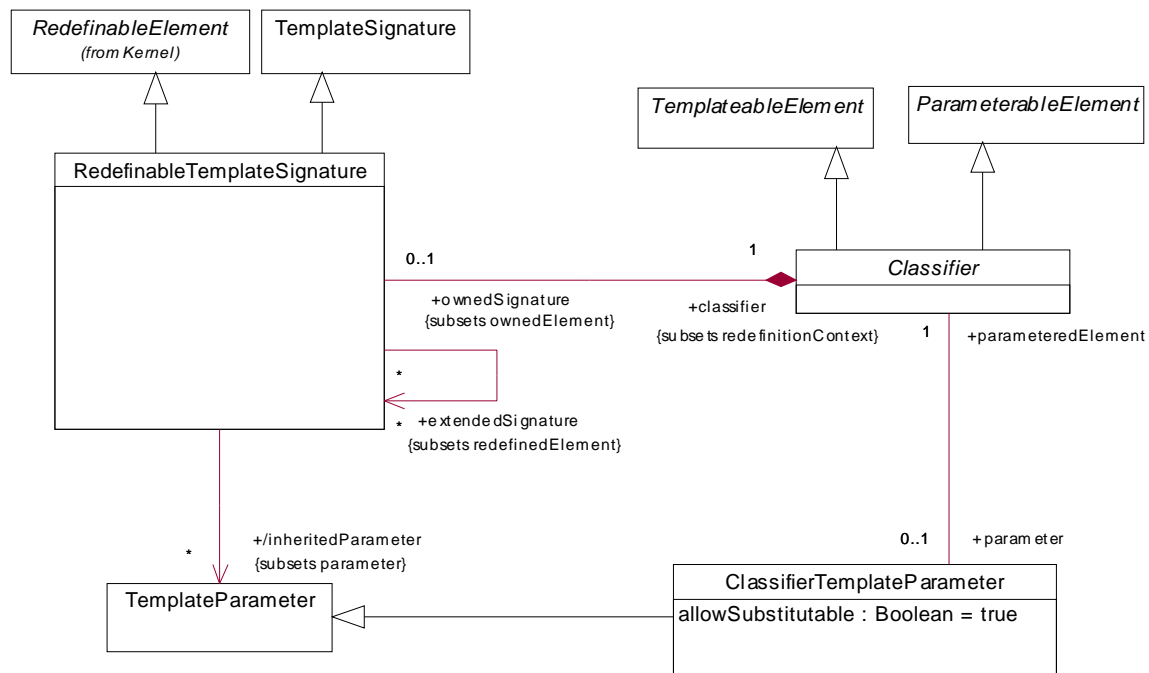 RedefinableElement
(from Kernel)
TemplateSignature
TemplateableElement
ParameterableElement
RedefinableTemplateSignature
0..1
1
Classifier
+ownedSignature
{subsets ownedElement}
+classifier
{subsets redefinitionContext}
1
+parameteredElement
*
* +extendedSignature
{subsets redefinedElement}
*
+/inheritedParameter
{subsets parameter}
0..1
+parameter
TemplateParameter
ClassifierTemplateParameter
allowSubstitutable : Boolean = true